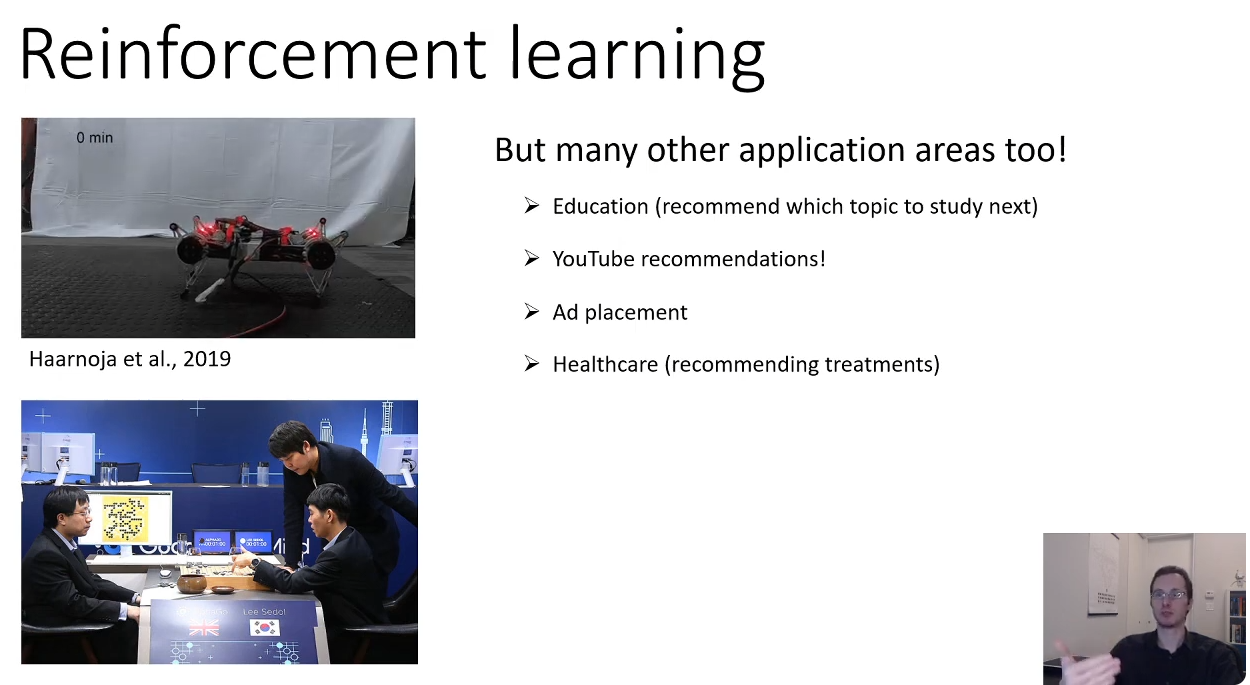 Reinforcement learning
0 min
Haarnoja et al., 2019
But many other application areas too!
Education (recommend which topic to study next)
YouTube recommendations!
Ad placement
Healthcare (recommending treatments)
Lee Sedol